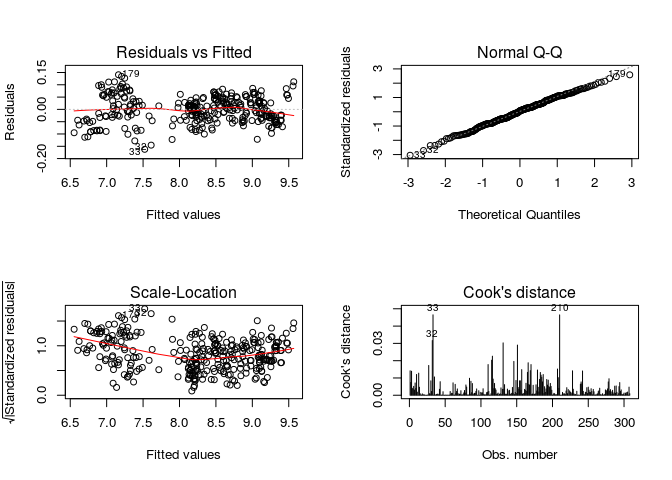 Residuals vs Fitted
Residuals
0.15
0.00
-0.20
179
32
33
6.5 7.0 7.5 8.0 8.5 9.0 9.5
Fitted values
Normal Q-Q
Standardized residuals
3
1
-1
-3
179
32
33
-3 -2 -1 0 1 2 3
Theoretical Quantiles
Scale-Location
√|Standardized residuals|
1.0
0.0
33
32
179
6.5 7.0 7.5 8.0 8.5 9.0 9.5
Fitted values
Cook's distance
Cook's distance
0.03
0.00
33
210
32
0 50 100 150 200 250 300
Obs. number